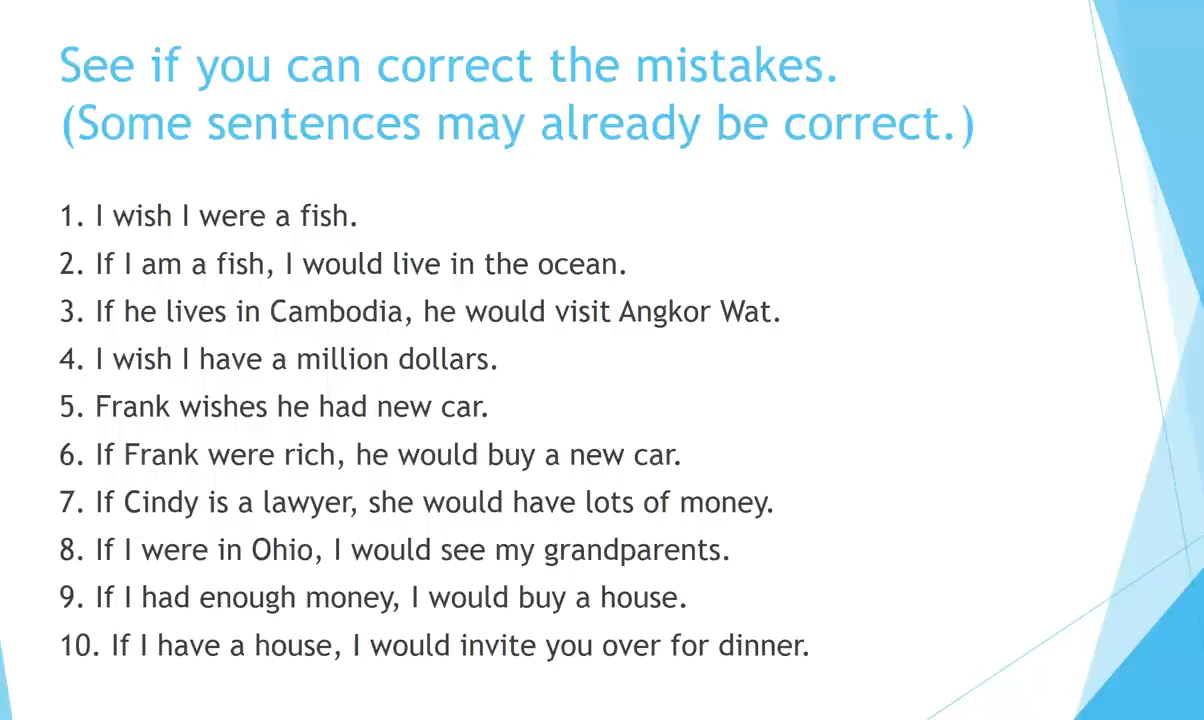 See if you can correct the mistakes.
(Some sentences may already be correct.)
1. I wish I were a fish.
2. If I am a fish, I would live in the ocean.
3. If he lives in Cambodia, he would visit Angkor Wat.
4. I wish I have a million dollars.
5. Frank wishes he had new car.
6. If Frank were rich, he would buy a new car.
7. If Cindy is a lawyer, she would have lots of money.
8. If I were in Ohio, I would see my grandparents.
9. If I had enough money, I would buy a house.
10. If I have a house, I would invite you over for dinner.